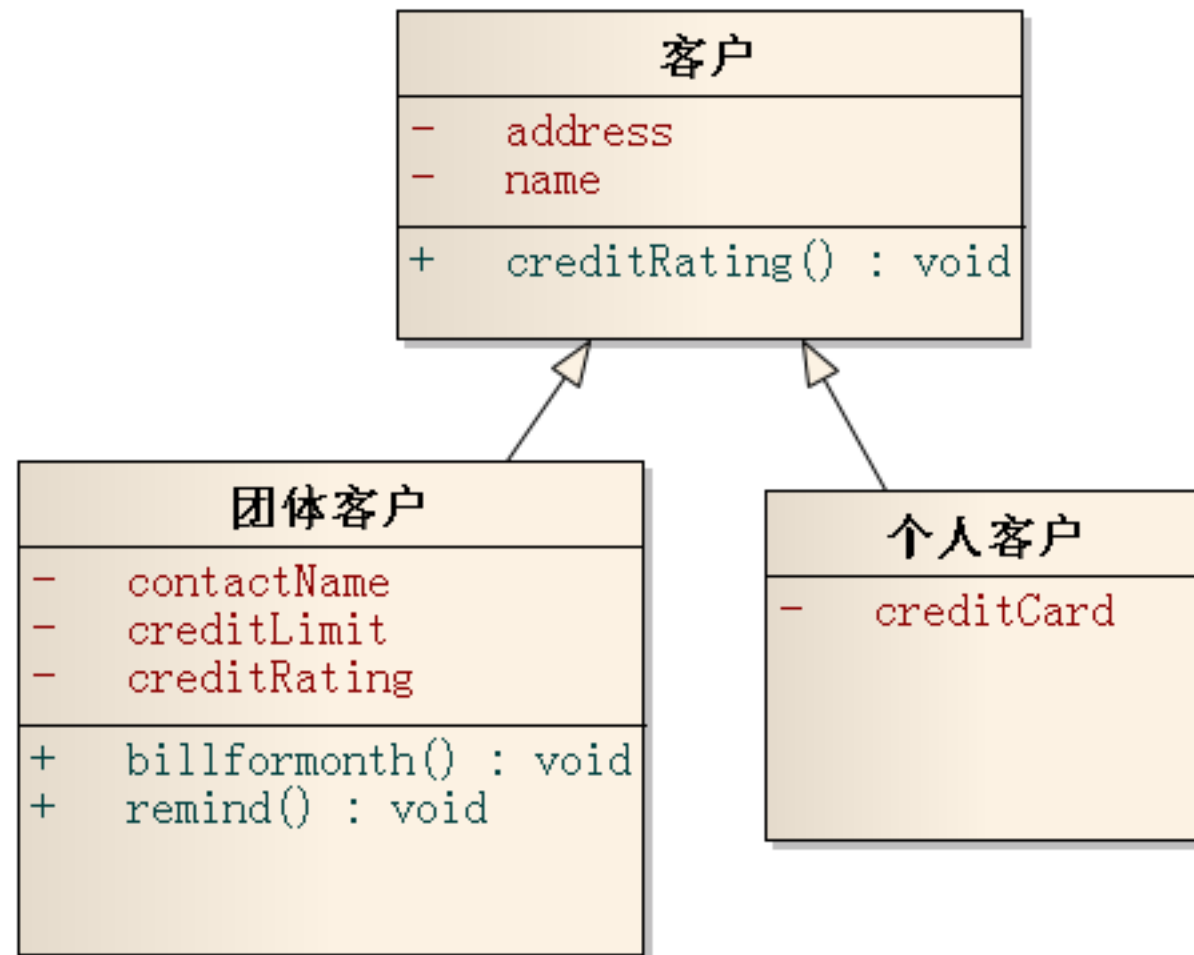 客户
- address
- name
+ creditRating() : void
团体客户
- contactName
- creditLimit
- creditRating
+ billformonth() : void
+ remind() : void
个人客户
- creditCard